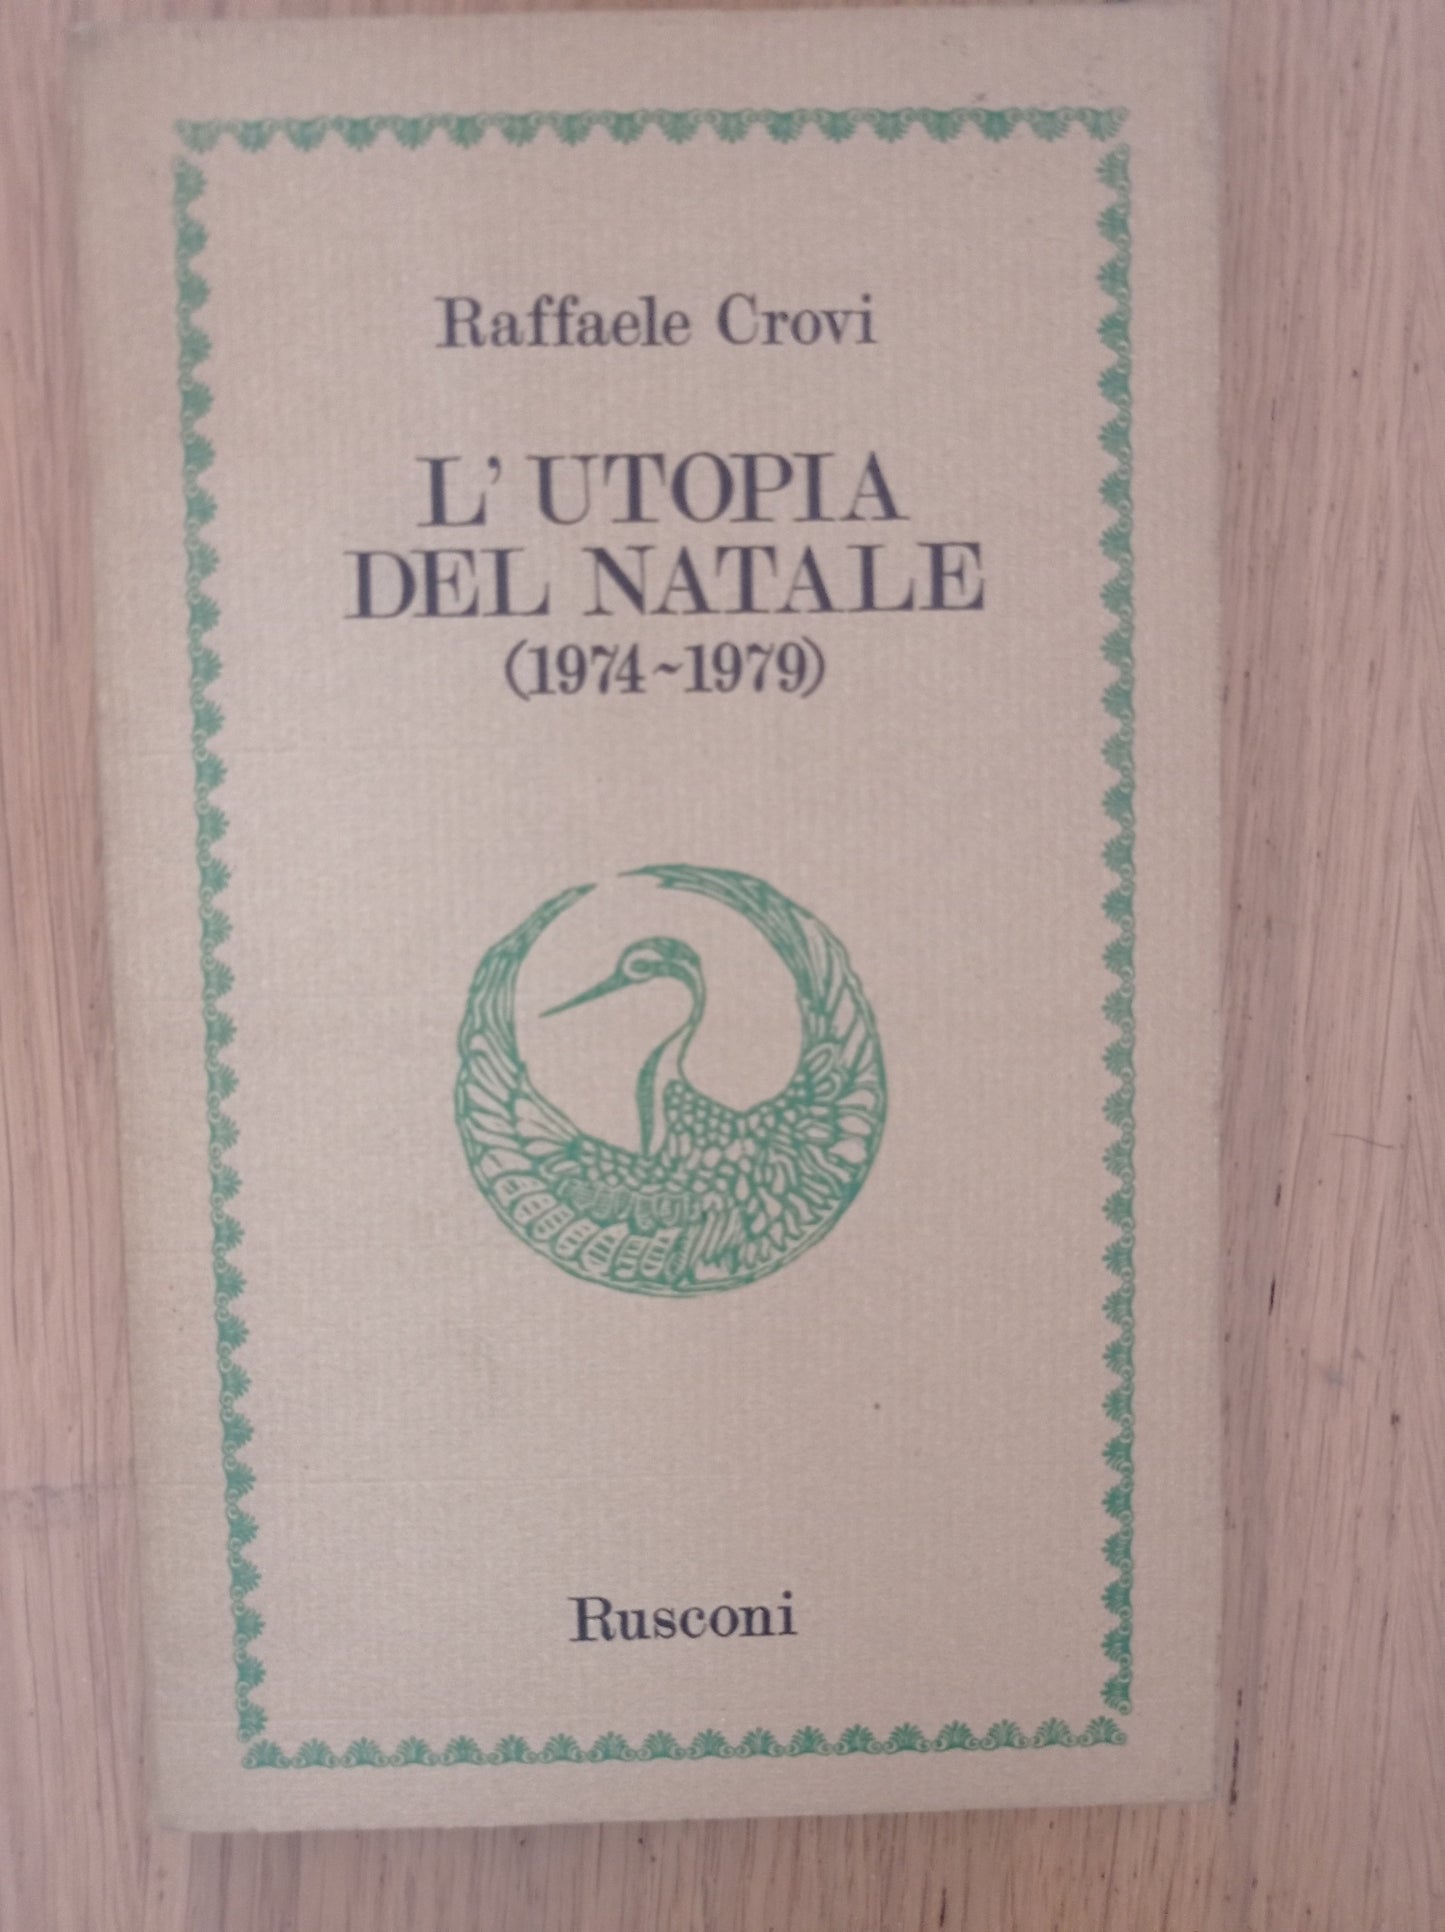 Raffaele Crovi
L' UTOPIA
DEL NATALE
(1974~1979)
Rusconi